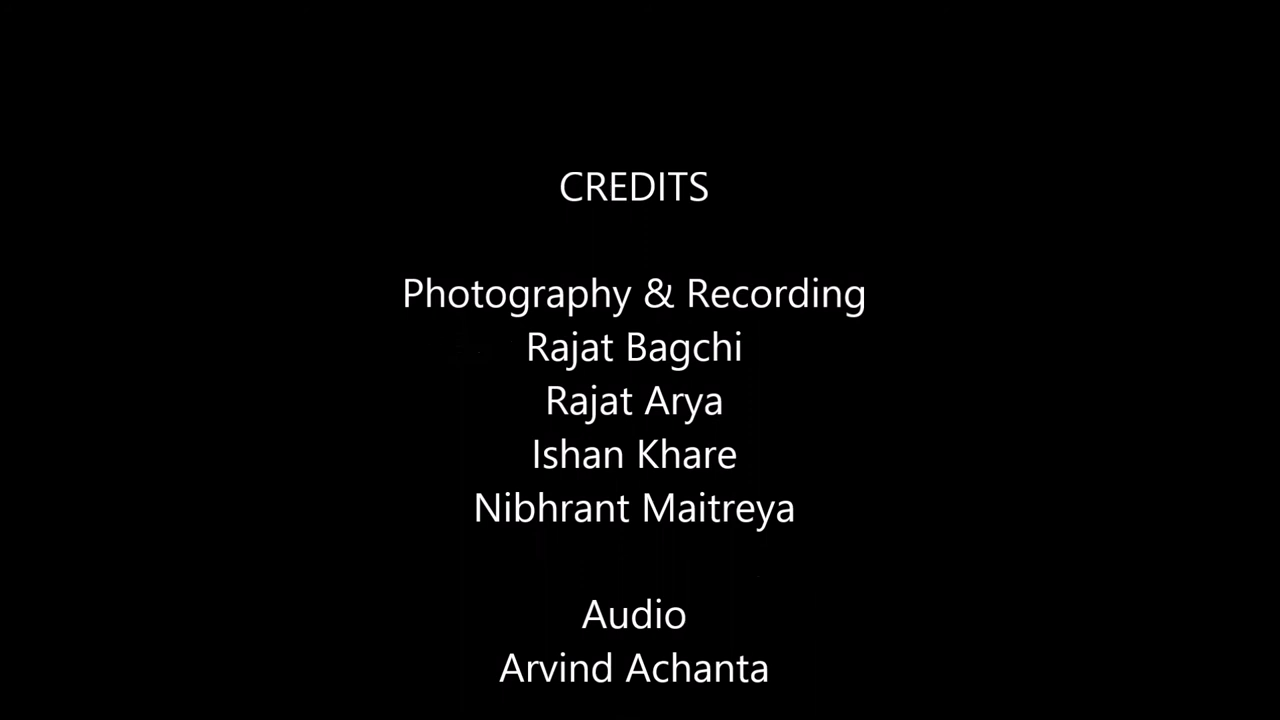 CREDITS
Photography & Recording
Rajat Bagchi
Rajat Arya
Ishan Khare
Nibhrant Maitreya
Audio
Arvind Achanta